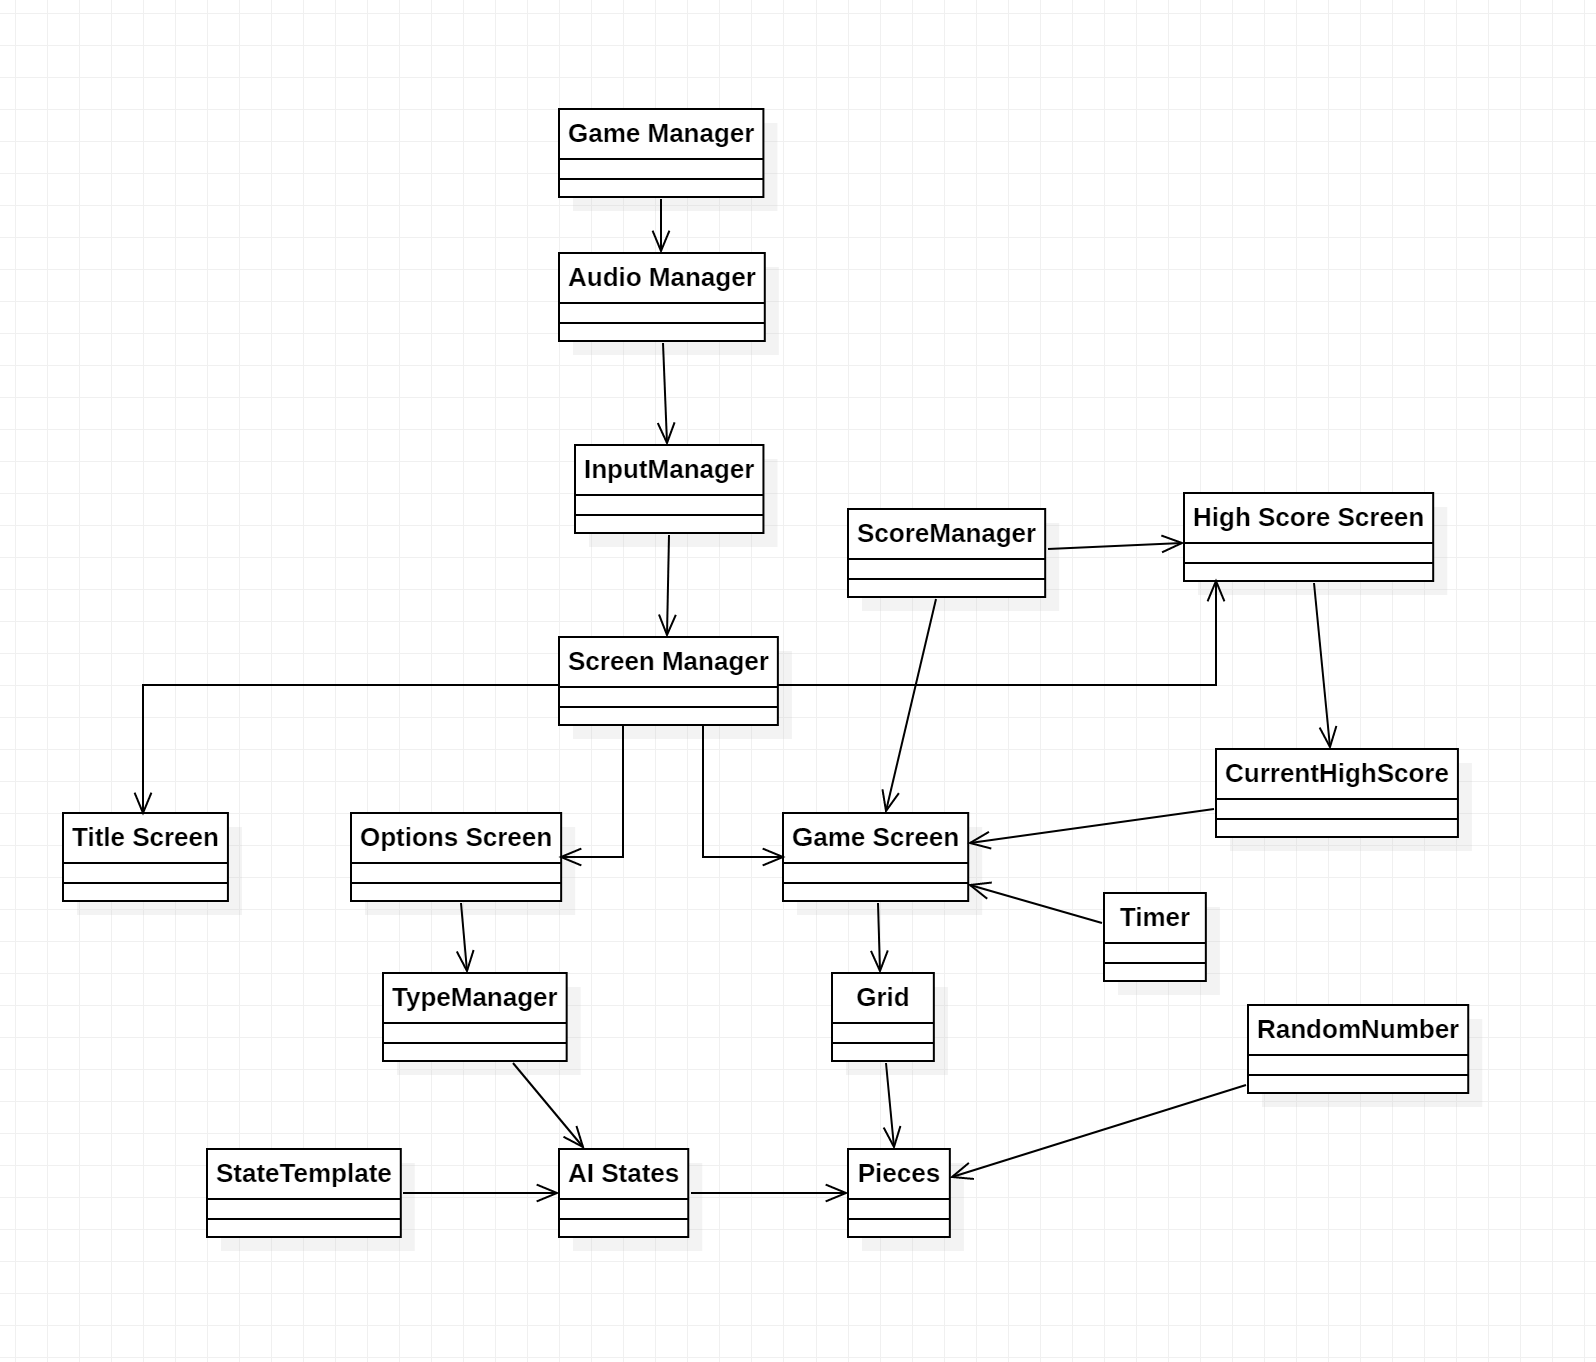 Game Manager
Audio Manager
InputManager
ScoreManager
High Score Screen
Screen Manager
CurrentHighScore
Title Screen
Options Screen
Game Screen
Timer
TypeManager
Grid
RandomNumber
StateTemplate
AI States
Pieces